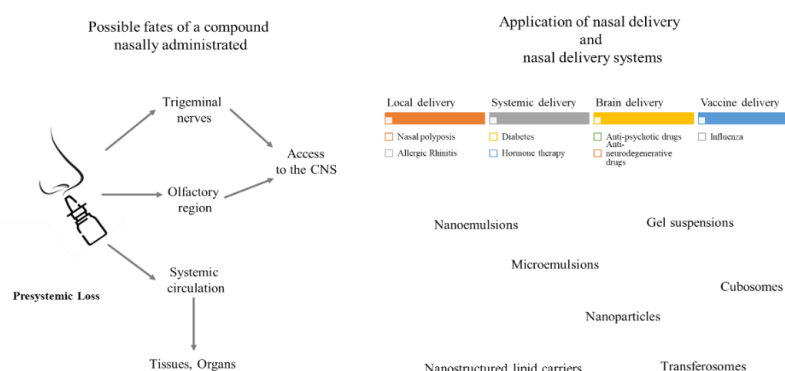 Possible fates of a compound
nasally administrated
Trigeminal
nerves
Access
to the CNS
Olfactory
region
Systemic
circulation
Presystemic Loss
Tissues, Organs
Application of nasal delivery
and
nasal delivery systems
Local delivery
Systemic delivery
Brain delivery
Vaccine delivery
Nasal polyposis
Diabetes
Anti-psychotic drugs
Influenza
Allergic Rhinitis
Hormone therapy
Anti-
neurodegenerative
drugs
Nanoemulsions
Gel suspensions
Microemulsions
Cubosomes
Nanoparticles
Nanostructured lipid carriers
Transferosomes